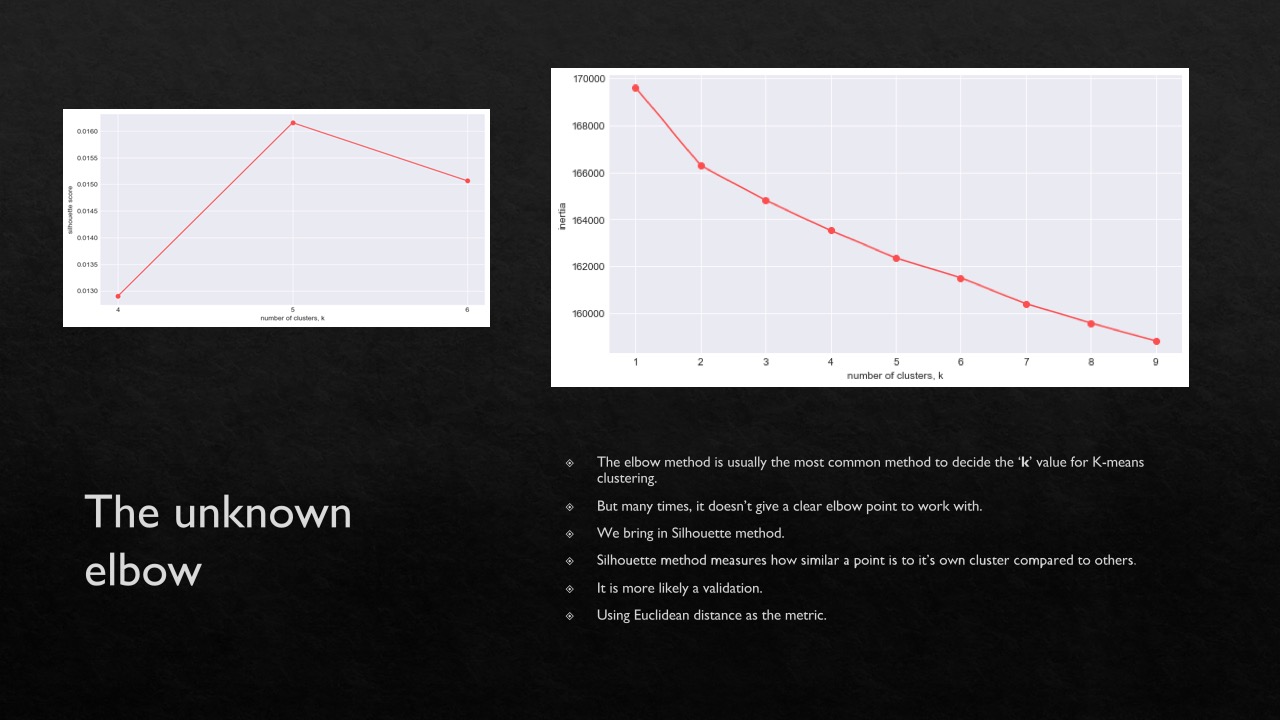 0.0160
0.0155
0.0150
0.0145
0.0140
0.0135
0.0130
silhouette score
4 5 6
number of clusters, k
170000
168000
166000
164000
162000
160000
inertia
1 2 3 4 5 6 7 8 9
number of clusters, k
The unknown
elbow
The elbow method is usually the most common method to decide the ‘k’ value for K-means
clustering.
But many times, it doesn’t give a clear elbow point to work with.
We bring in Silhouette method.
Silhouette method measures how similar a point is to it’s own cluster compared to others.
It is more likely a validation.
Using Euclidean distance as the metric.